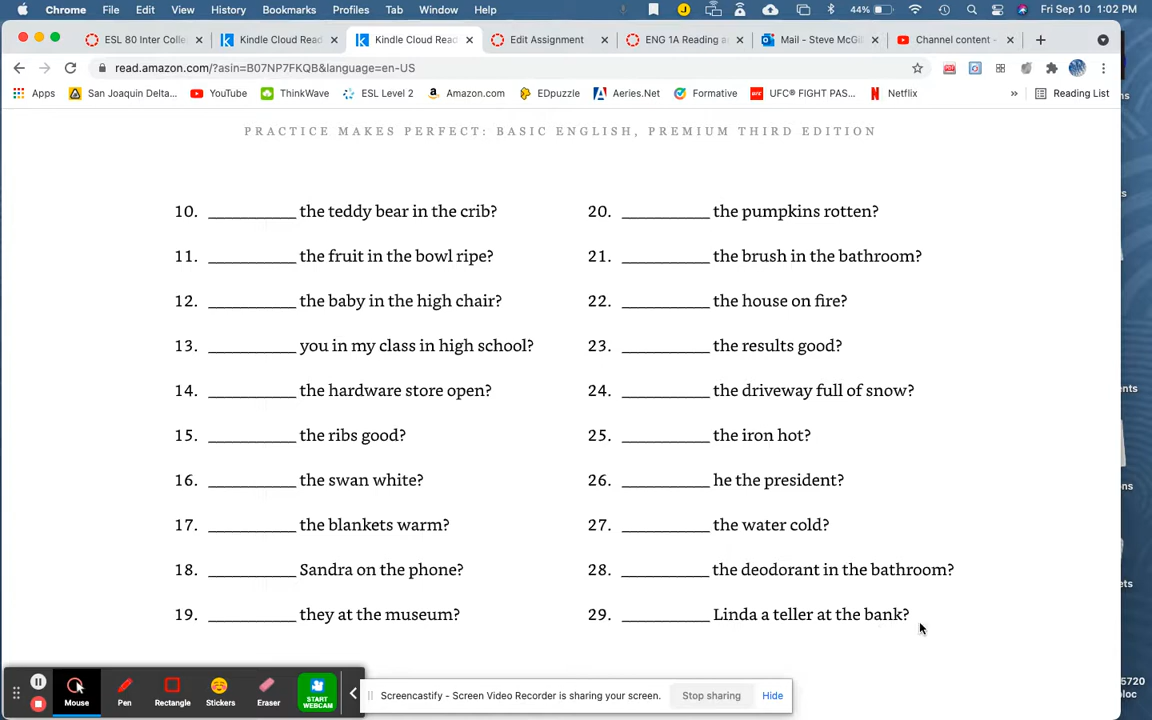 Chrome File Edit View History Bookmarks Profiles Tab Window Help 44% Fri Sep 10 1:02 PM
ESL 80 Inter Colle Kindle Cloud Read Kindle Cloud Read Edit Assignment ENG 1A Reading a Mail - Steve McGi YouTube Channel content -
read.amazon.com/?asin=B07NP7FKQB&language=en-US
Apps San Joaquin Delta... YouTube ThinkWave ESL Level 2 Amazon.com EDpuzzle Aeries.Net Formative UFC® FIGHT PAS... Netflix » Reading List
PRACTICE MAKES PERFECT: BASIC ENGLISH, PREMIUM THIRD EDITION
10. __________ the teddy bear in the crib?
11. __________ the fruit in the bowl ripe?
12. __________ the baby in the high chair?
13. __________ you in my class in high school?
14. __________ the hardware store open?
15. __________ the ribs good?
16. __________ the swan white?
17. __________ the blankets warm?
18. __________ Sandra on the phone?
19. __________ they at the museum?
20. __________ the pumpkins rotten?
21. __________ the brush in the bathroom?
22. __________ the house on fire?
23. __________ the results good?
24. __________ the driveway full of snow?
25. __________ the iron hot?
26. __________ he the president?
27. __________ the water cold?
28. __________ the deodorant in the bathroom?
29. __________ Linda a teller at the bank?
Mouse Pen Rectangle Stickers Eraser START WEBCAM
Screencastify - Screen Video Recorder is sharing your screen. Stop sharing Hide